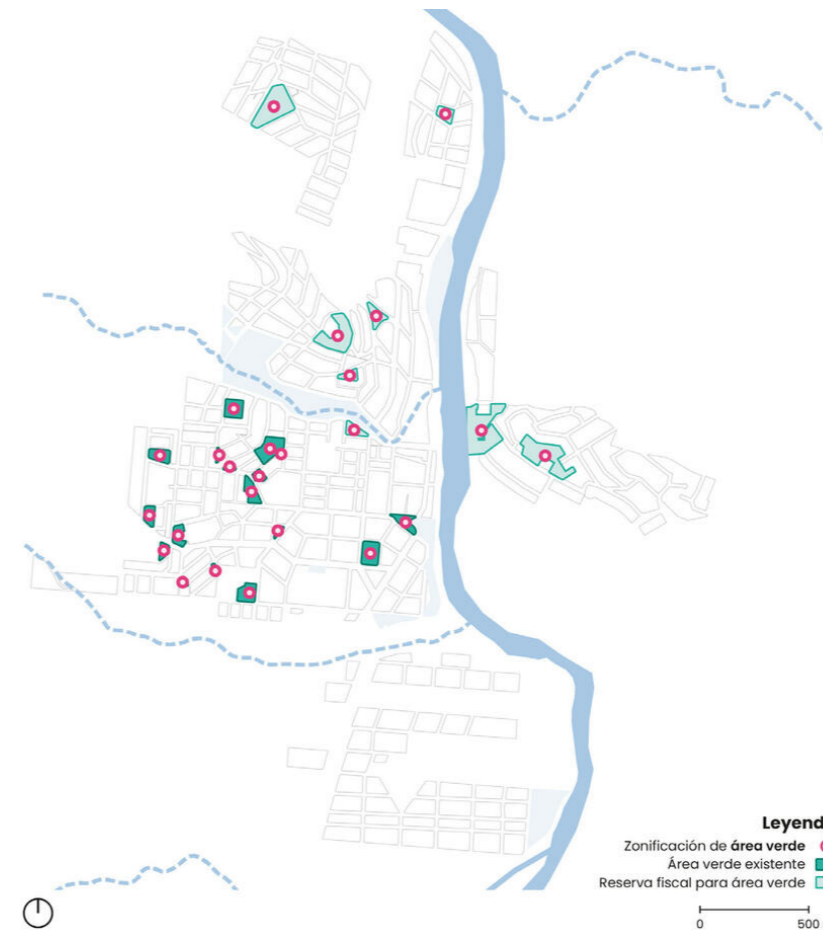 Leyend
Zonificación de área verde
Área verde existente
Reserva fiscal para área verde
0 500